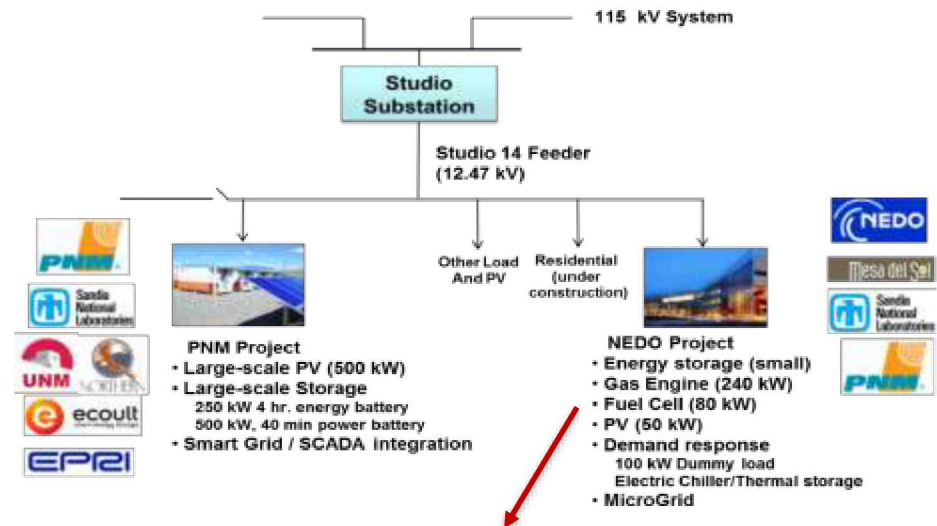 115 kV System
Studio
Substation
Studio 14 Feeder
(12.47 kV)
Other Load
And PV
Residential
(under
construction)
PNM
Sandia
National
Laboratories
UNM
NORTHERN
ecoult
EPRI
PNM Project
• Large-scale PV (500 kW)
• Large-scale Storage
250 kW 4 hr. energy battery
500 kW, 40 min power battery
• Smart Grid / SCADA integration
NEDO Project
• Energy storage (small)
• Gas Engine (240 kW)
• Fuel Cell (80 kW)
• PV (50 kW)
• Demand response
100 kW Dummy load
Electric Chiller/Thermal storage
• MicroGrid
NEDO
Mesa del Sol
Sandia
National
Laboratories
PNM